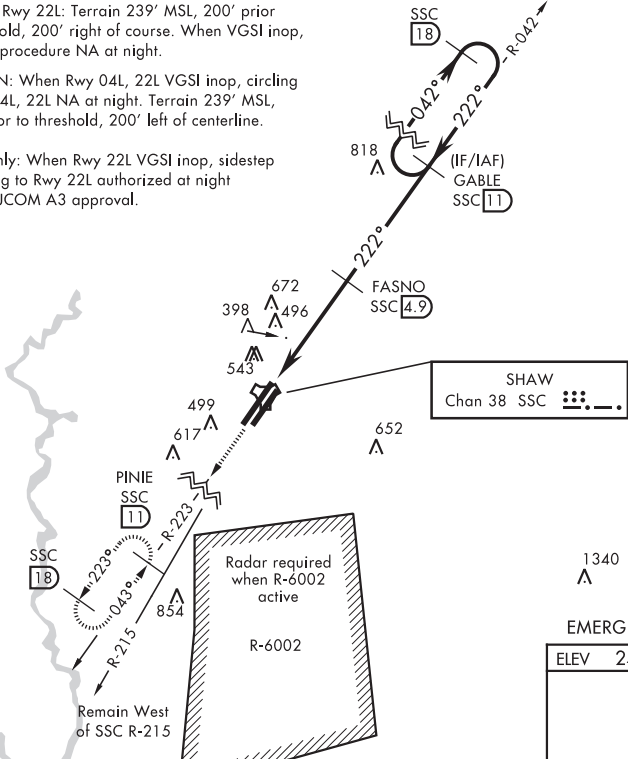 Rwy 22L: Terrain 239' MSL, 200' prior
old, 200' right of course. When VGSI inop,
procedure NA at night.
N: When Rwy 04L, 22L VGSI inop, circling
4L, 22L NA at night. Terrain 239' MSL,
or to threshold, 200' left of centerline.
nly: When Rwy 22L VGSI inop, sidestep
g to Rwy 22L authorized at night
JCOM A3 approval.
SSC
18
R-042
042°
222°
818
(IF/IAF)
GABLE
SSC 11
222°
FASNO
SSC 4.9
672
496
398
543
SHAW
Chan 38 SSC
499
617
652
PINIE
SSC
11
R-223
SSC
18
223°
043°
R-215
854
Radar required
when R-6002
active
R-6002
1340
Remain West
of SSC R-215
EMERG
ELEV 2